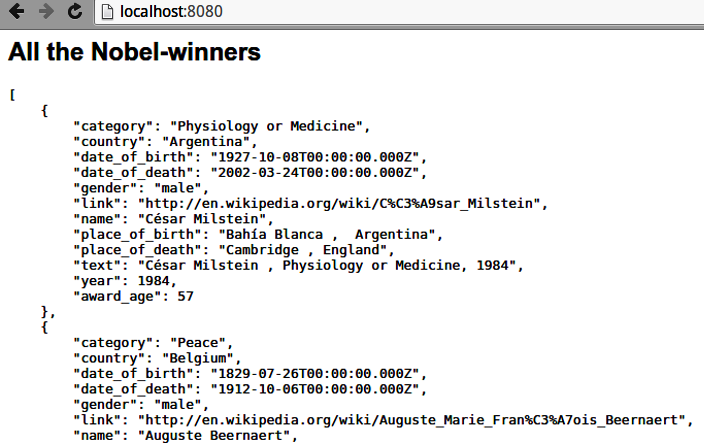 localhost:8080
All the Nobel-winners
[
    {
        "category": "Physiology or Medicine",
        "country": "Argentina",
        "date_of_birth": "1927-10-08T00:00:00.000Z",
        "date_of_death": "2002-03-24T00:00:00.000Z",
        "gender": "male",
        "link": "http://en.wikipedia.org/wiki/C%C3%A9sar_Milstein",
        "name": "César Milstein",
        "place_of_birth": "Bahía Blanca ,  Argentina",
        "place_of_death": "Cambridge , England",
        "text": "César Milstein , Physiology or Medicine, 1984",
        "year": 1984,
        "award_age": 57
    },
    {
        "category": "Peace",
        "country": "Belgium",
        "date_of_birth": "1829-07-26T00:00:00.000Z",
        "date_of_death": "1912-10-06T00:00:00.000Z",
        "gender": "male",
        "link": "http://en.wikipedia.org/wiki/Auguste_Marie_Fran%C3%A7ois_Beernaert",
        "name": "Auguste Beernaert",